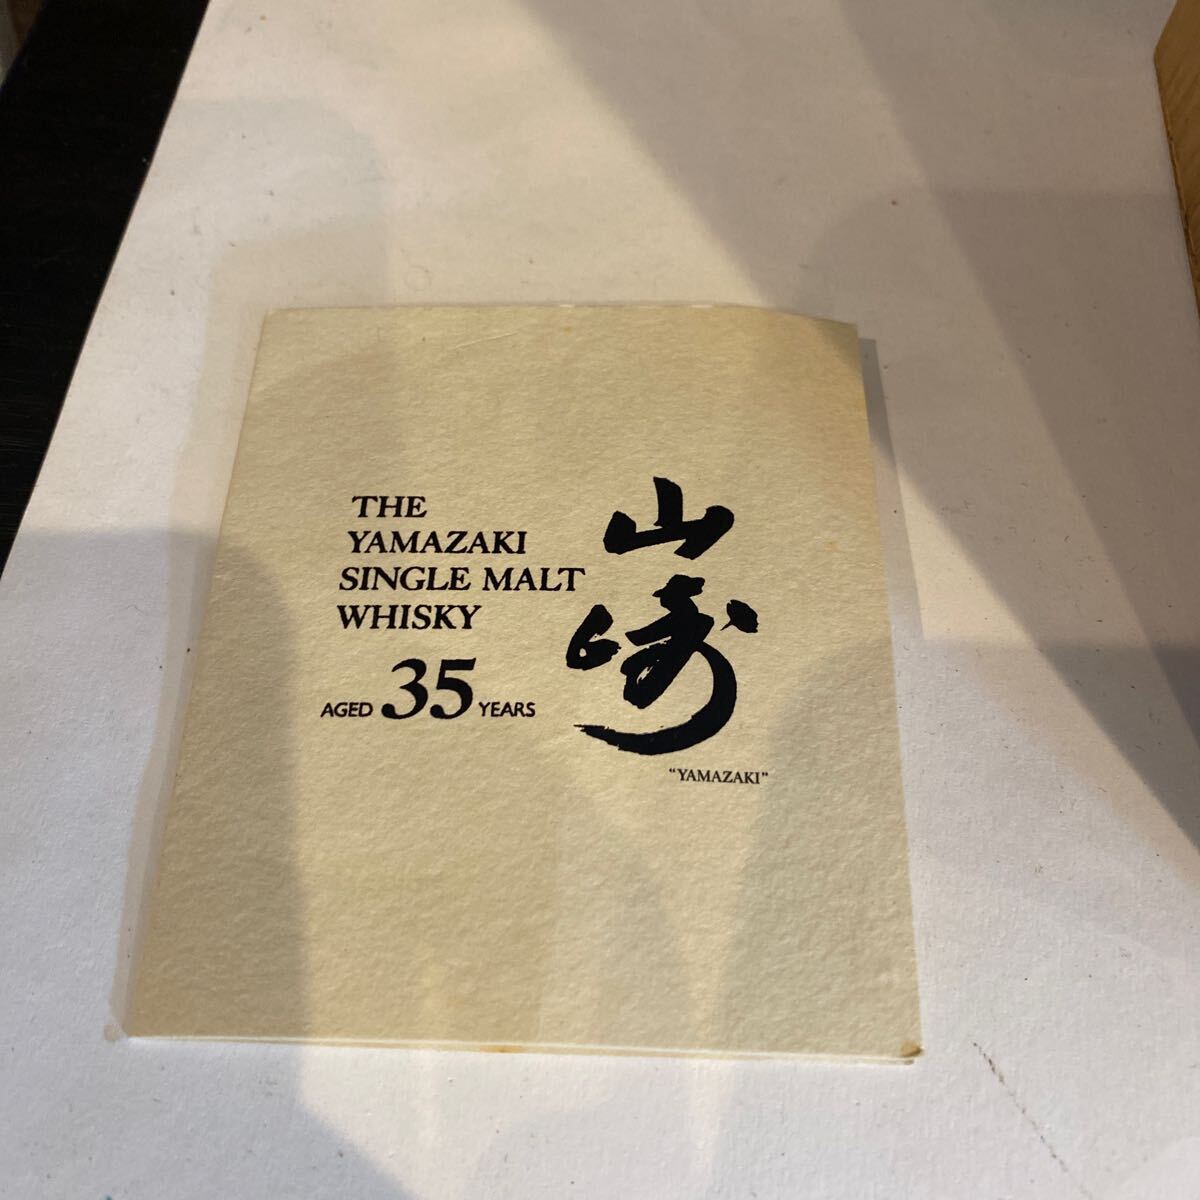 THE
YAMAZAKI
SINGLE MALT
WHISKY
AGED 35 YEARS
山崎
"YAMAZAKI"